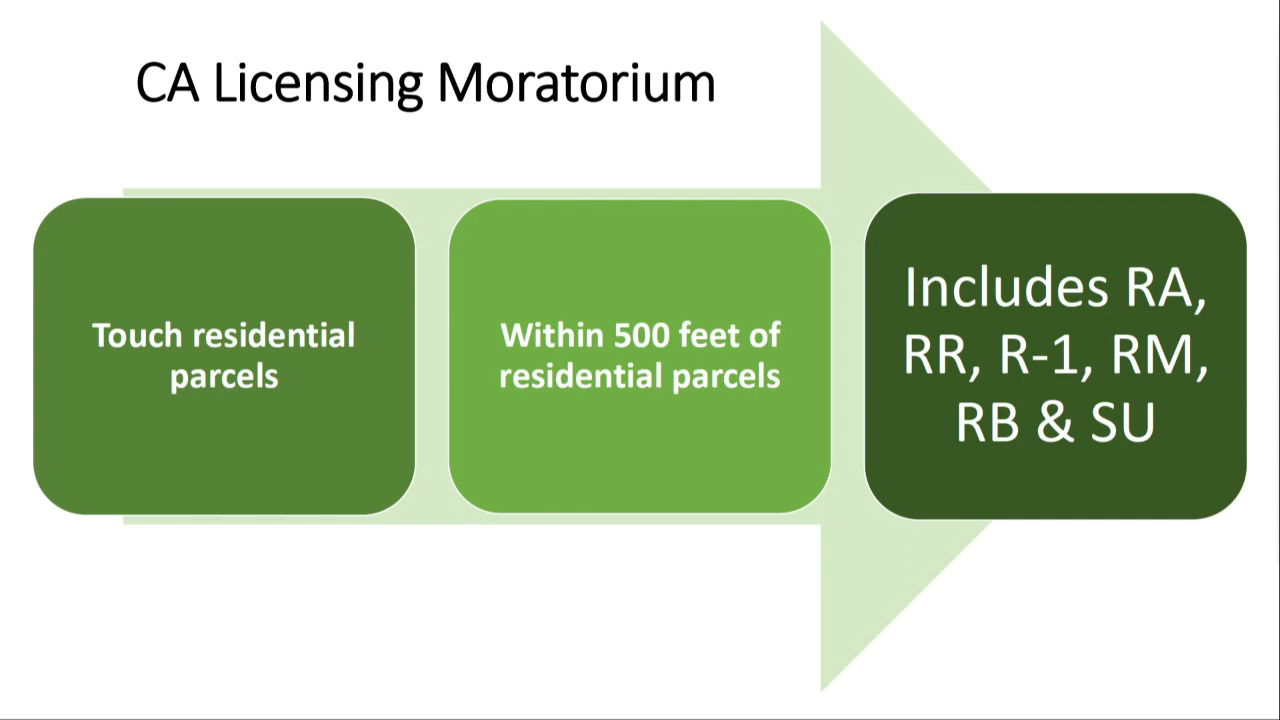 CA Licensing Moratorium
Touch residential
parcels
Within 500 feet of
residential parcels
Includes RA,
RR, R-1, RM,
RB & SU